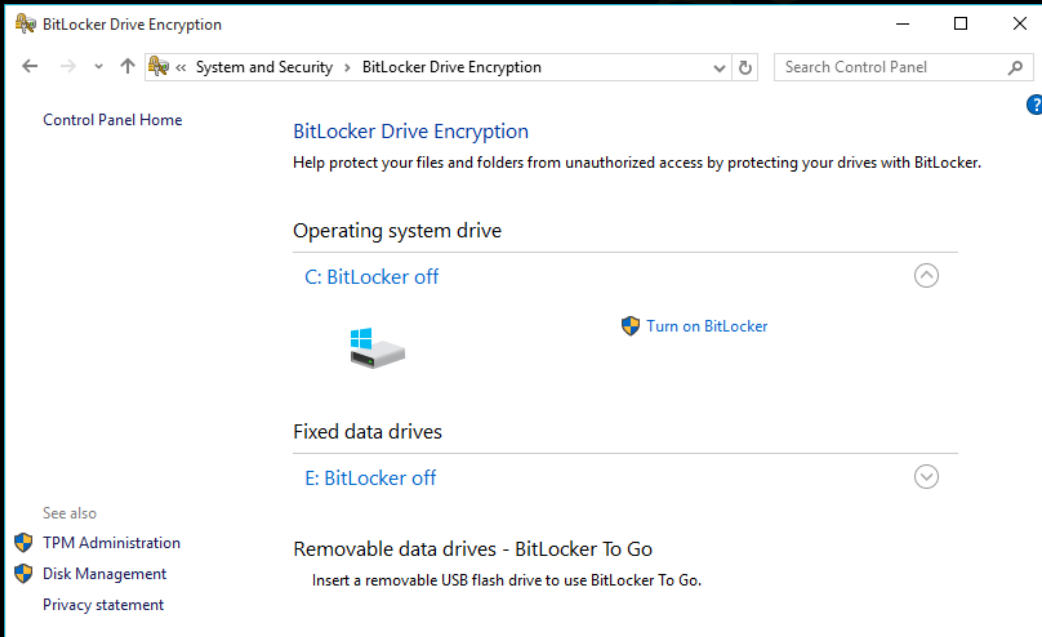 BitLocker Drive Encryption
« System and Security › BitLocker Drive Encryption
Search Control Panel
?
Control Panel Home
BitLocker Drive Encryption
Help protect your files and folders from unauthorized access by protecting your drives with BitLocker.
Operating system drive
C: BitLocker off
Turn on BitLocker
Fixed data drives
E: BitLocker off
Removable data drives - BitLocker To Go
Insert a removable USB flash drive to use BitLocker To Go.
See also
TPM Administration
Disk Management
Privacy statement